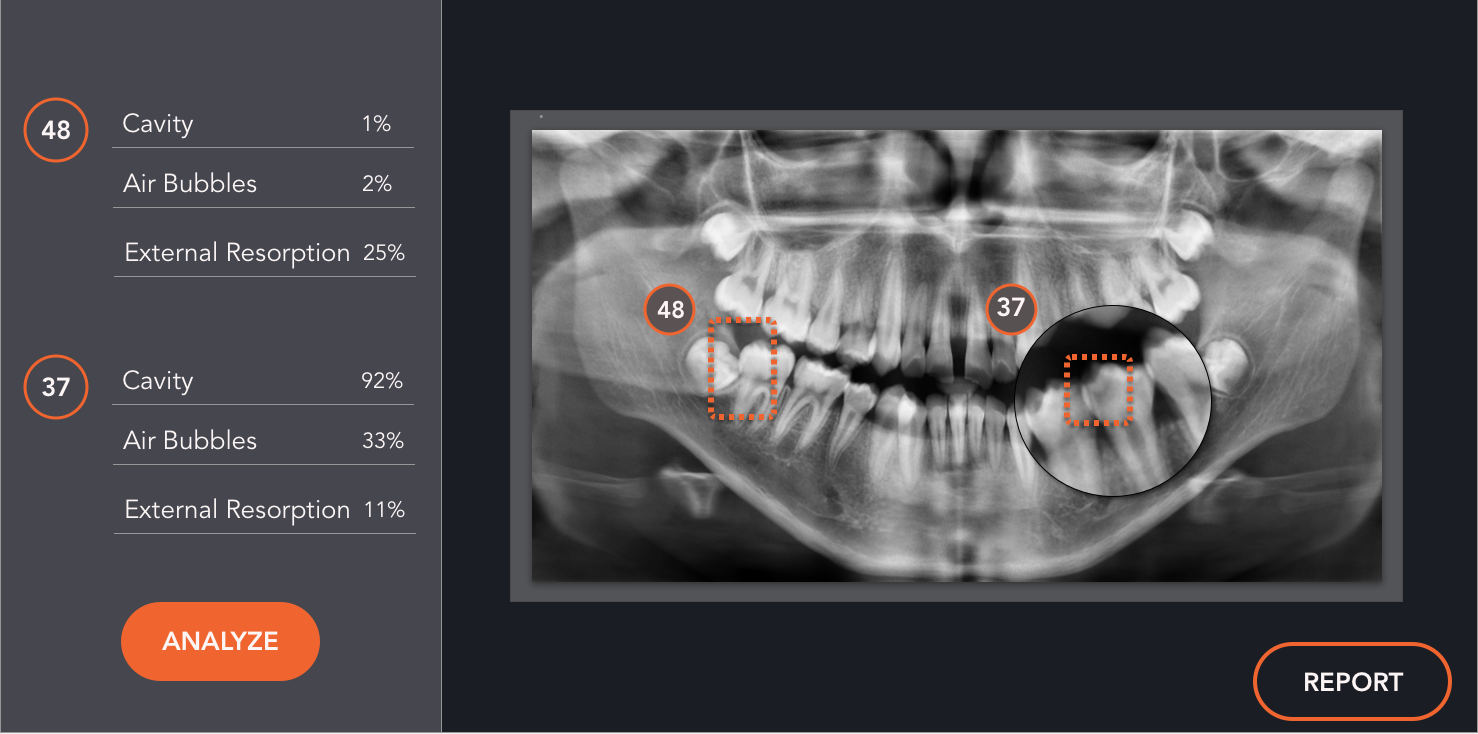 48
Cavity 1%
Air Bubbles 2%
External Resorption 25%
37
Cavity 92%
Air Bubbles 33%
External Resorption 11%
ANALYZE
48
37
REPORT